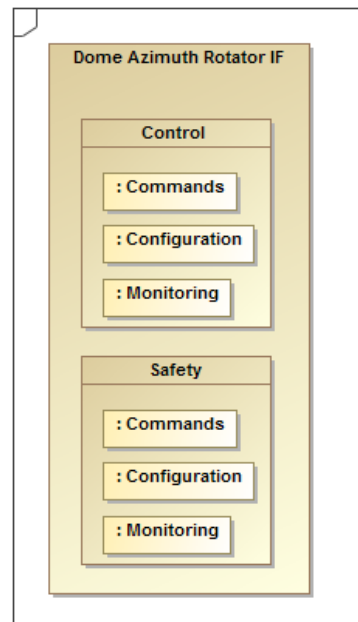 Dome Azimuth Rotator IF
Control
: Commands
: Configuration
: Monitoring
Safety
: Commands
: Configuration
: Monitoring